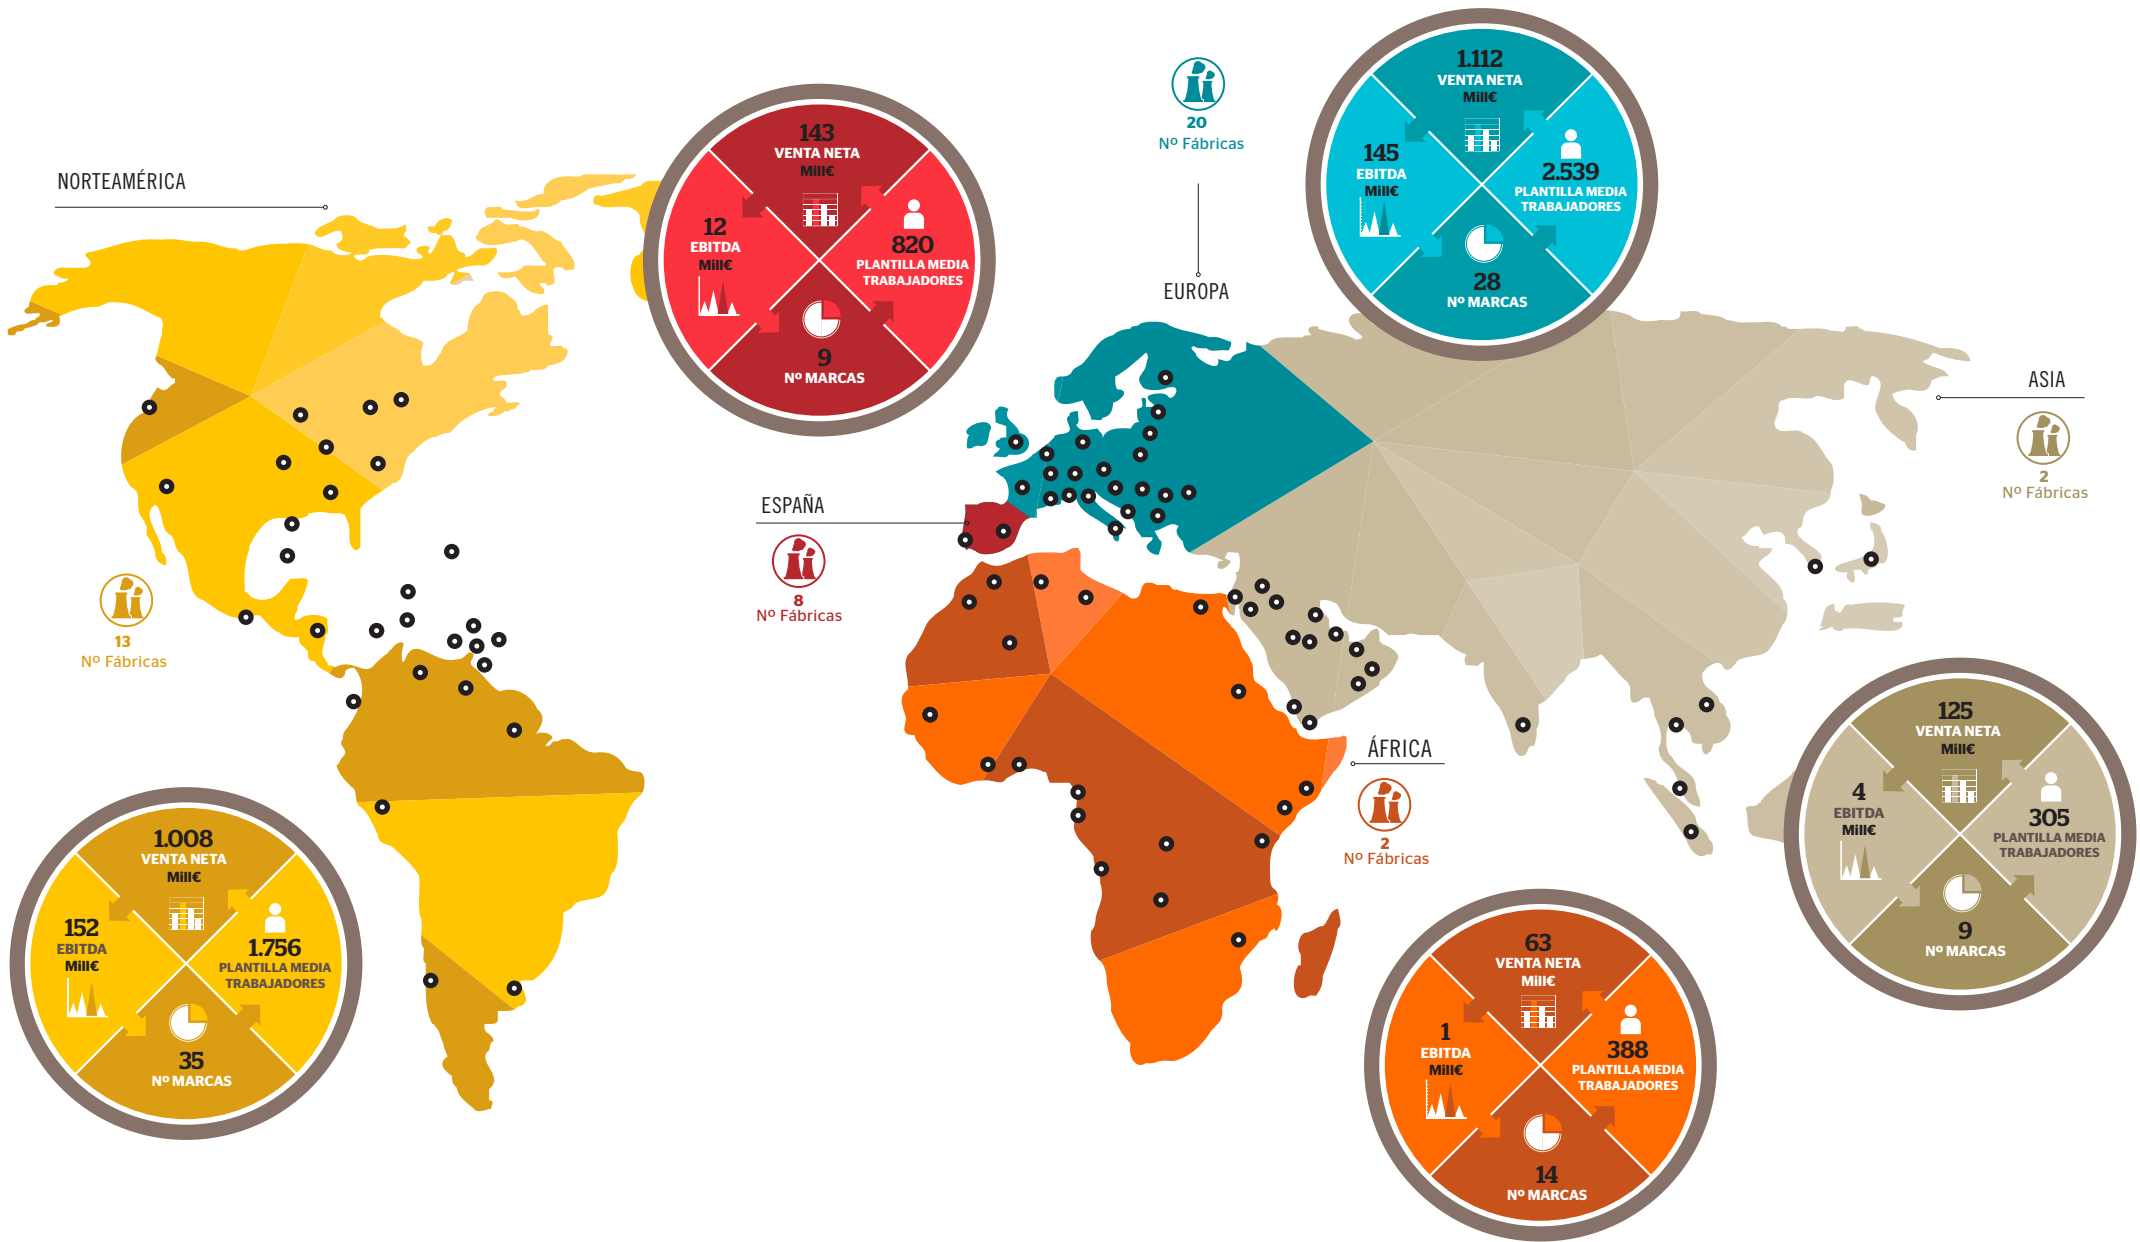 NORTEAMÉRICA
13
Nº Fábricas
1.008
VENTA NETA
Mill€
152
EBITDA
Mill€
1.756
PLANTILLA MEDIA
TRABAJADORES
35
Nº MARCAS
143
VENTA NETA
Mill€
12
EBITDA
Mill€
820
PLANTILLA MEDIA
TRABAJADORES
9
Nº MARCAS
ESPAÑA
8
Nº Fábricas
20
Nº Fábricas
EUROPA
1.112
VENTA NETA
Mill€
145
EBITDA
Mill€
2.539
PLANTILLA MEDIA
TRABAJADORES
28
Nº MARCAS
ASIA
2
Nº Fábricas
125
VENTA NETA
Mill€
4
EBITDA
Mill€
305
PLANTILLA MEDIA
TRABAJADORES
9
Nº MARCAS
ÁFRICA
2
Nº Fábricas
63
VENTA NETA
Mill€
1
EBITDA
Mill€
388
PLANTILLA MEDIA
TRABAJADORES
14
Nº MARCAS